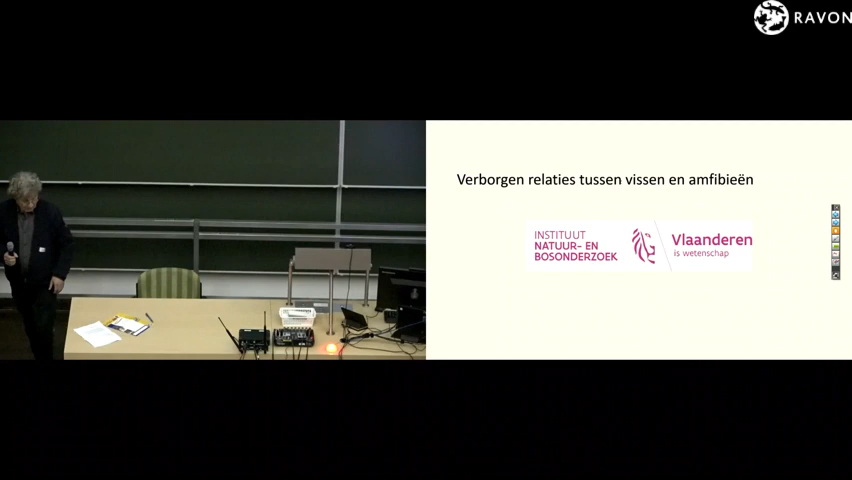 RAVON
Verborgen relaties tussen vissen en amfibieën
INSTITUUT
NATUUR- EN
BOSONDERZOEK
Vlaanderen
is wetenschap